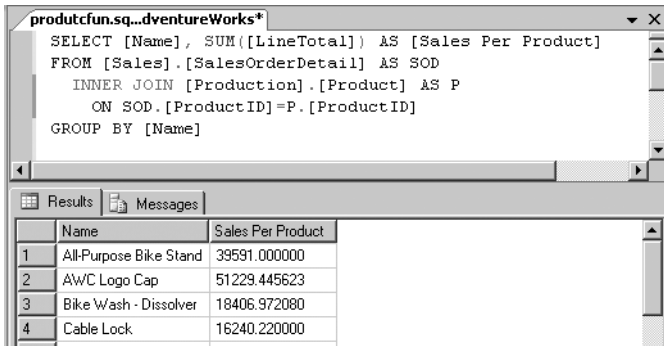 produtcfun.sq...dventureWorks*
SELECT [Name], SUM([LineTotal]) AS [Sales Per Product]
FROM [Sales].[SalesOrderDetail] AS SOD
INNER JOIN [Production].[Product] AS P
ON SOD.[ProductID]=P.[ProductID]
GROUP BY [Name]
Results Messages
Name Sales Per Product
1 All-Purpose Bike Stand 39591.000000
2 AWC Logo Cap 51229.445623
3 Bike Wash - Dissolver 18406.972080
4 Cable Lock 16240.220000